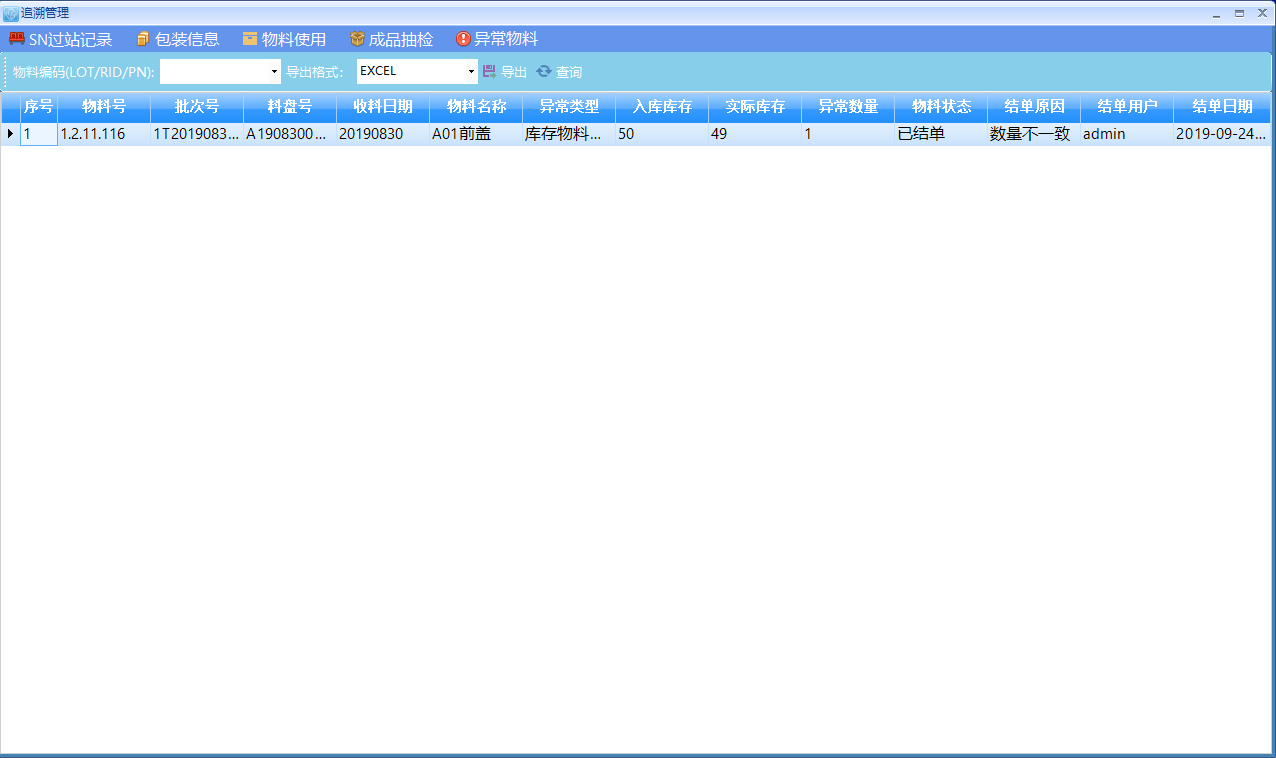 追溯管理
SN过站记录 包装信息 物料使用 成品抽检 异常物料
物料编码(LOT/RID/PN): 导出格式: EXCEL 导出 查询
序号 物料号 批次号 料盘号 收料日期 物料名称 异常类型 入库库存 实际库存 异常数量 物料状态 结单原因 结单用户 结单日期
1 1.2.11.116 1T2019083... A1908300... 20190830 A01前盖 库存物料... 50 49 1 已结单 数量不一致 admin 2019-09-24...